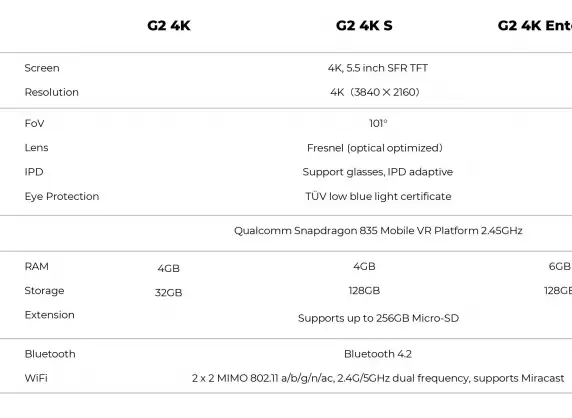 G2 4K G2 4K S G2 4K Ent
Screen 4K, 5.5 inch SFR TFT
Resolution 4K（3840 × 2160）
FoV 101°
Lens Fresnel (optical optimized）
IPD Support glasses, IPD adaptive
Eye Protection TÜV low blue light certificate
Qualcomm Snapdragon 835 Mobile VR Platform 2.45GHz
RAM 4GB 4GB 6GB
Storage 32GB 128GB 128G
Extension Supports up to 256GB Micro-SD
Bluetooth Bluetooth 4.2
WiFi 2 x 2 MIMO 802.11 a/b/g/n/ac, 2.4G/5GHz dual frequency, supports Miracast